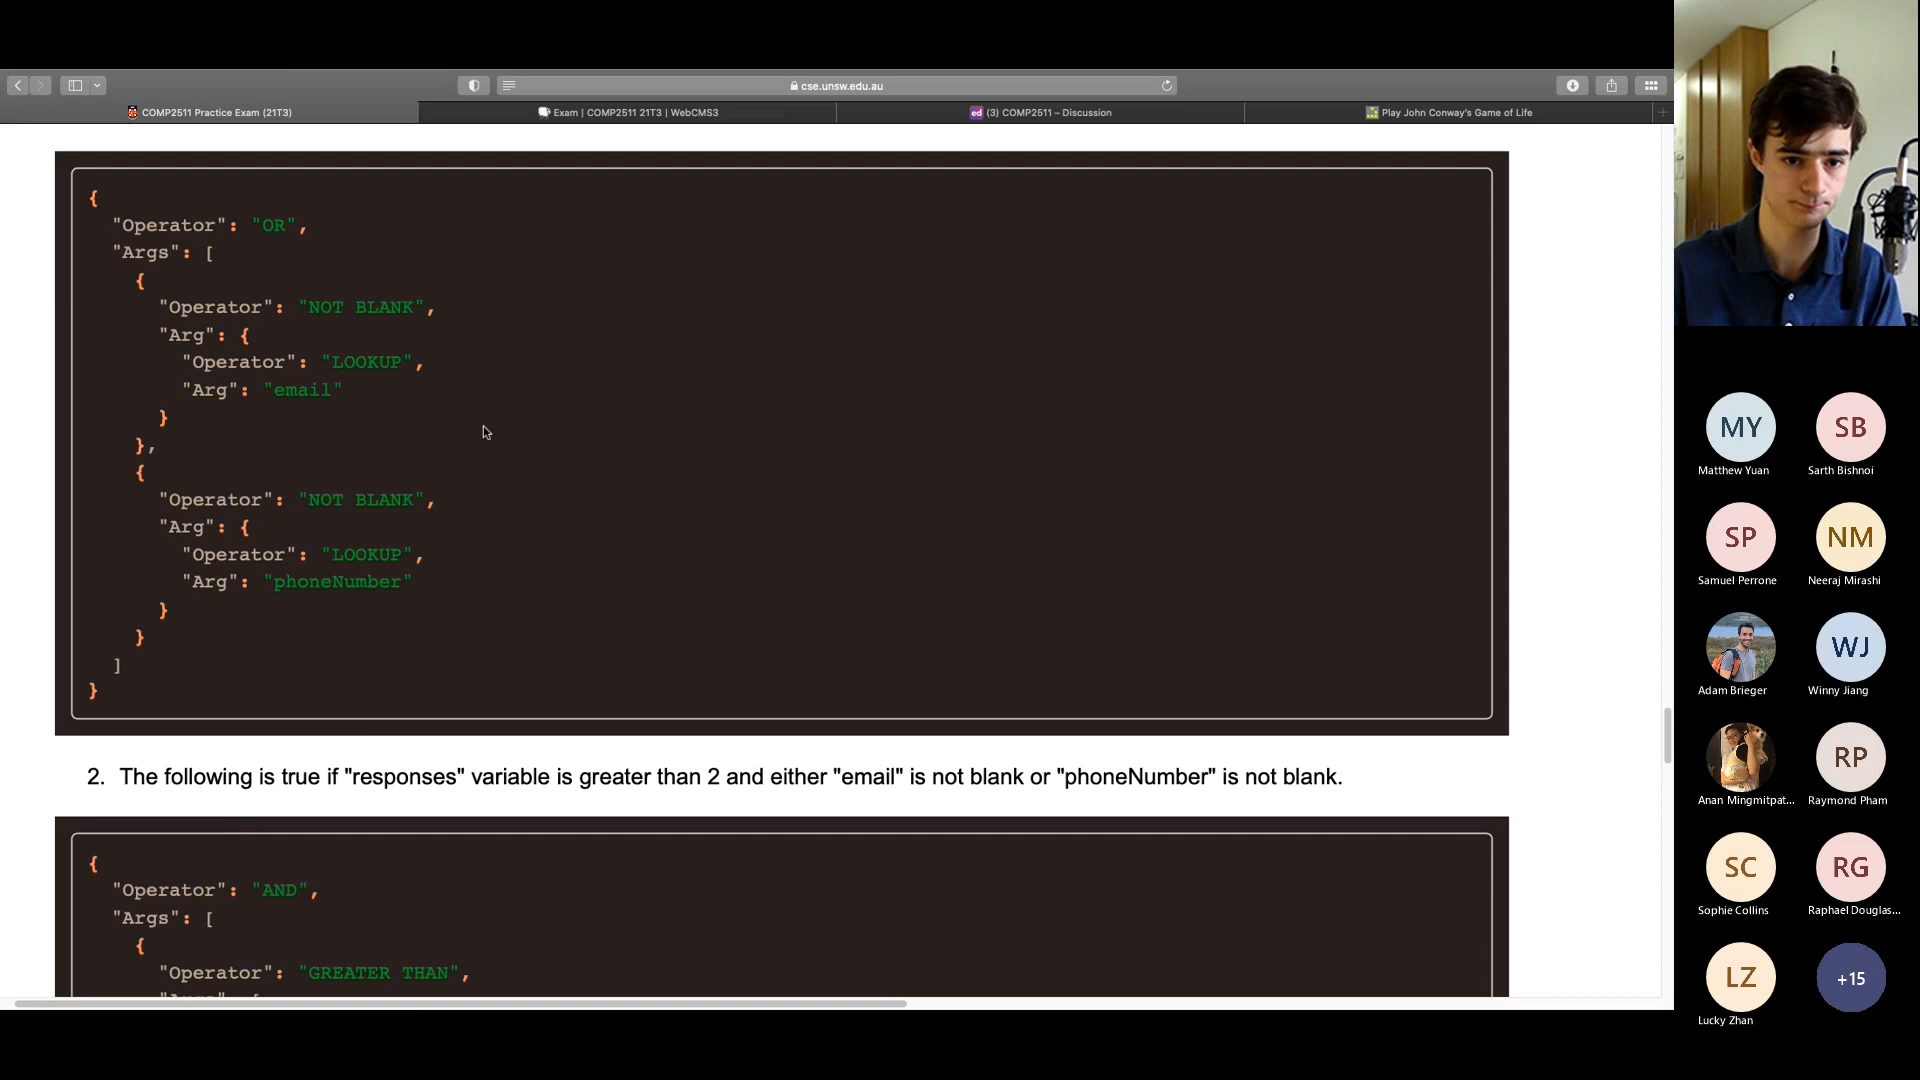 cse.unsw.edu.au
COMP2511 Practice Exam (21T3)
Exam | COMP2511 21T3 | WebCMS3
ed (3) COMP2511 – Discussion
Play John Conway's Game of Life
{
"Operator": "OR",
"Args": [
{
"Operator": "NOT BLANK",
"Arg": {
"Operator": "LOOKUP",
"Arg": "email"
}
},
{
"Operator": "NOT BLANK",
"Arg": {
"Operator": "LOOKUP",
"Arg": "phoneNumber"
}
}
]
}
2. The following is true if "responses" variable is greater than 2 and either "email" is not blank or "phoneNumber" is not blank.
{
"Operator": "AND",
"Args": [
{
"Operator": "GREATER THAN",
MY
Matthew Yuan
SB
Sarth Bishnoi
SP
Samuel Perrone
NM
Neeraj Mirashi
Adam Brieger
WJ
Winny Jiang
Anan Mingmitpat...
RP
Raymond Pham
SC
Sophie Collins
RG
Raphael Douglas...
LZ
Lucky Zhan
+15